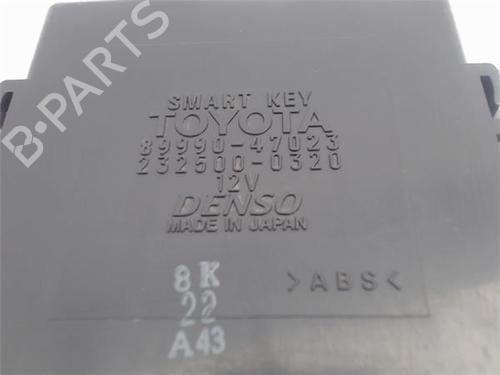 SMART KEY
TOYOTA
89990-47023
232500-0320
12V
DENSO
MADE IN JAPAN
8K
22
A43
>ABS<
B-PARTS